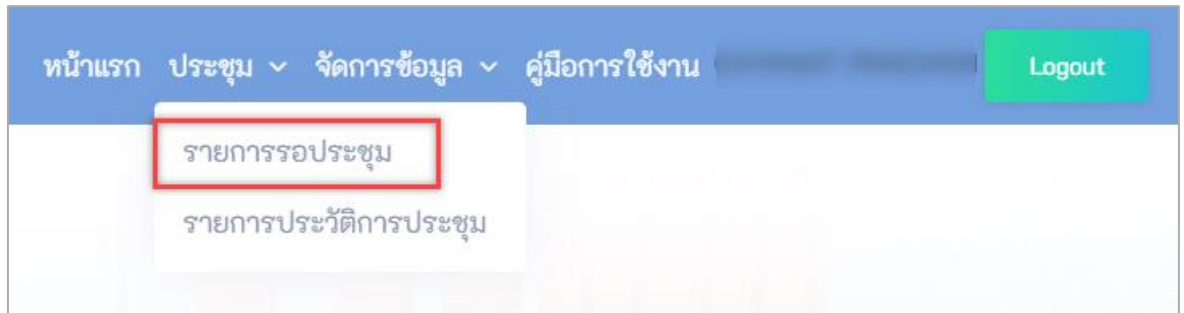 หน้าแรก ประชุม จัดการข้อมูล คู่มือการใช้งาน Logout
รายการรอประชุม
รายการประวัติการประชุม